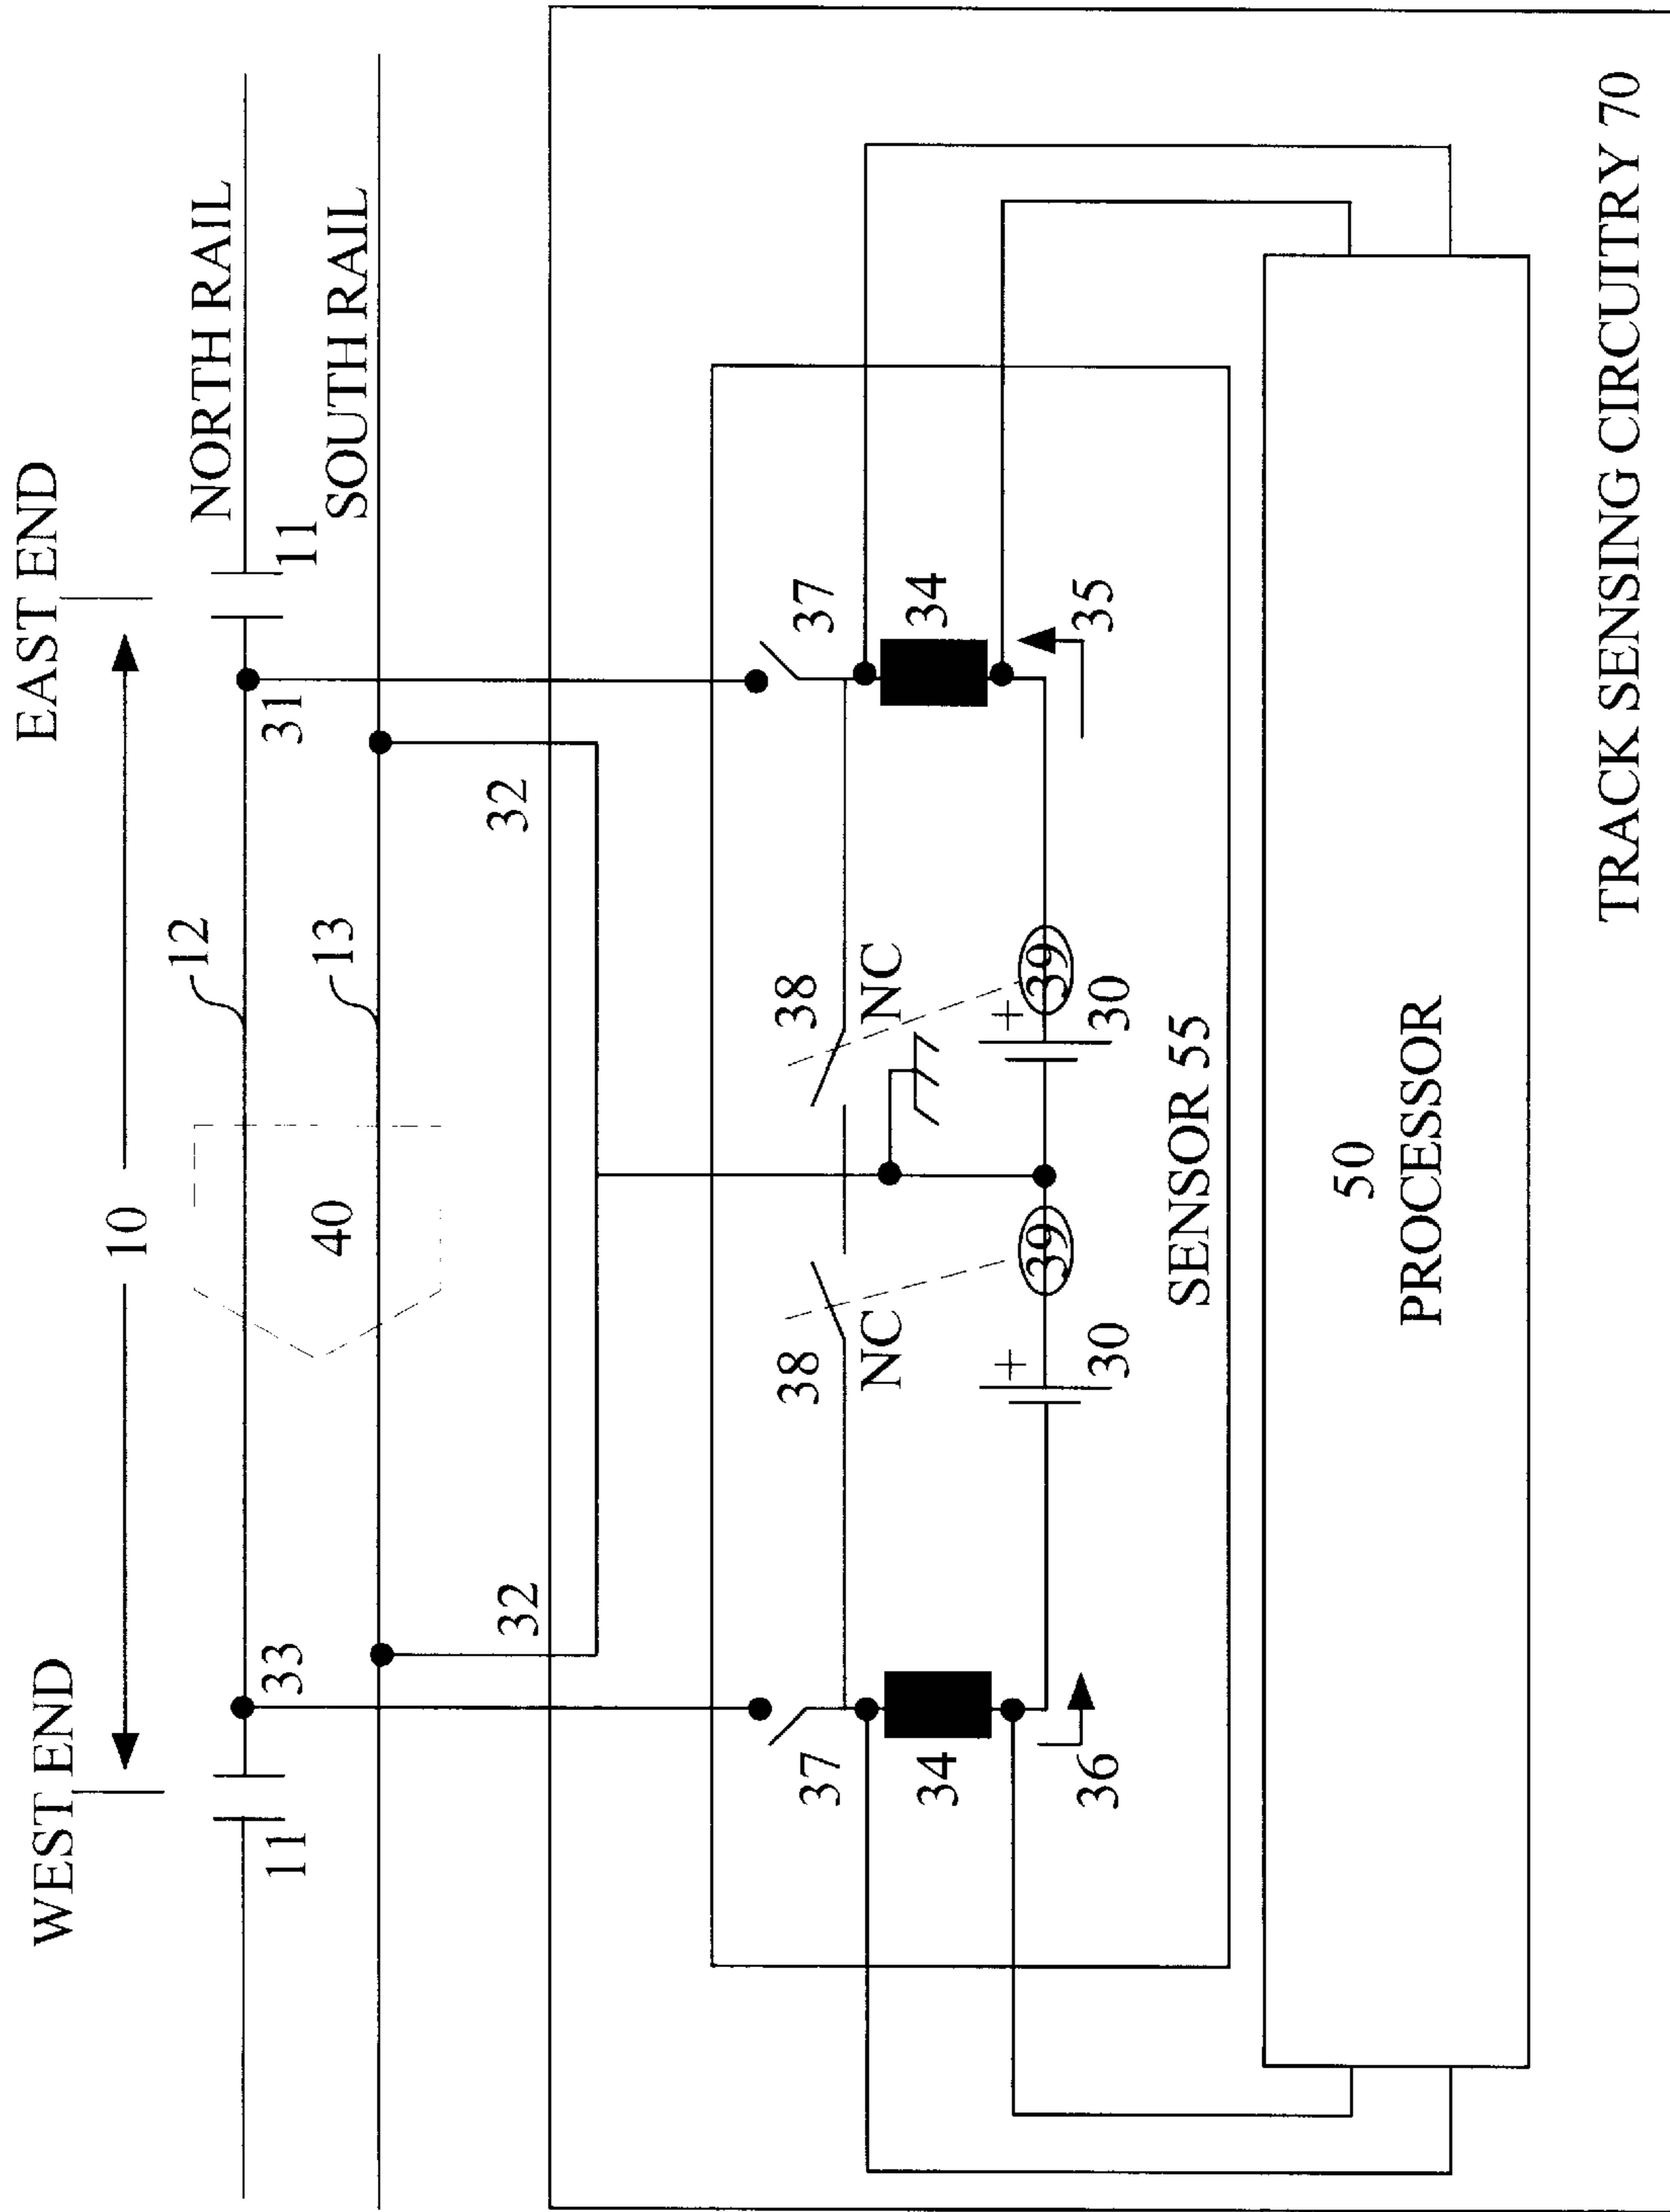 WEST END
EAST END
10
12
NORTH RAIL
11
33
31
11
13
SOUTH RAIL
40
32
32
37
38
NC
38
NC
37
34
34
39
39
+
+
36
30
30
35
SENSOR 55
50
PROCESSOR
TRACK SENSING CIRCUITRY 70